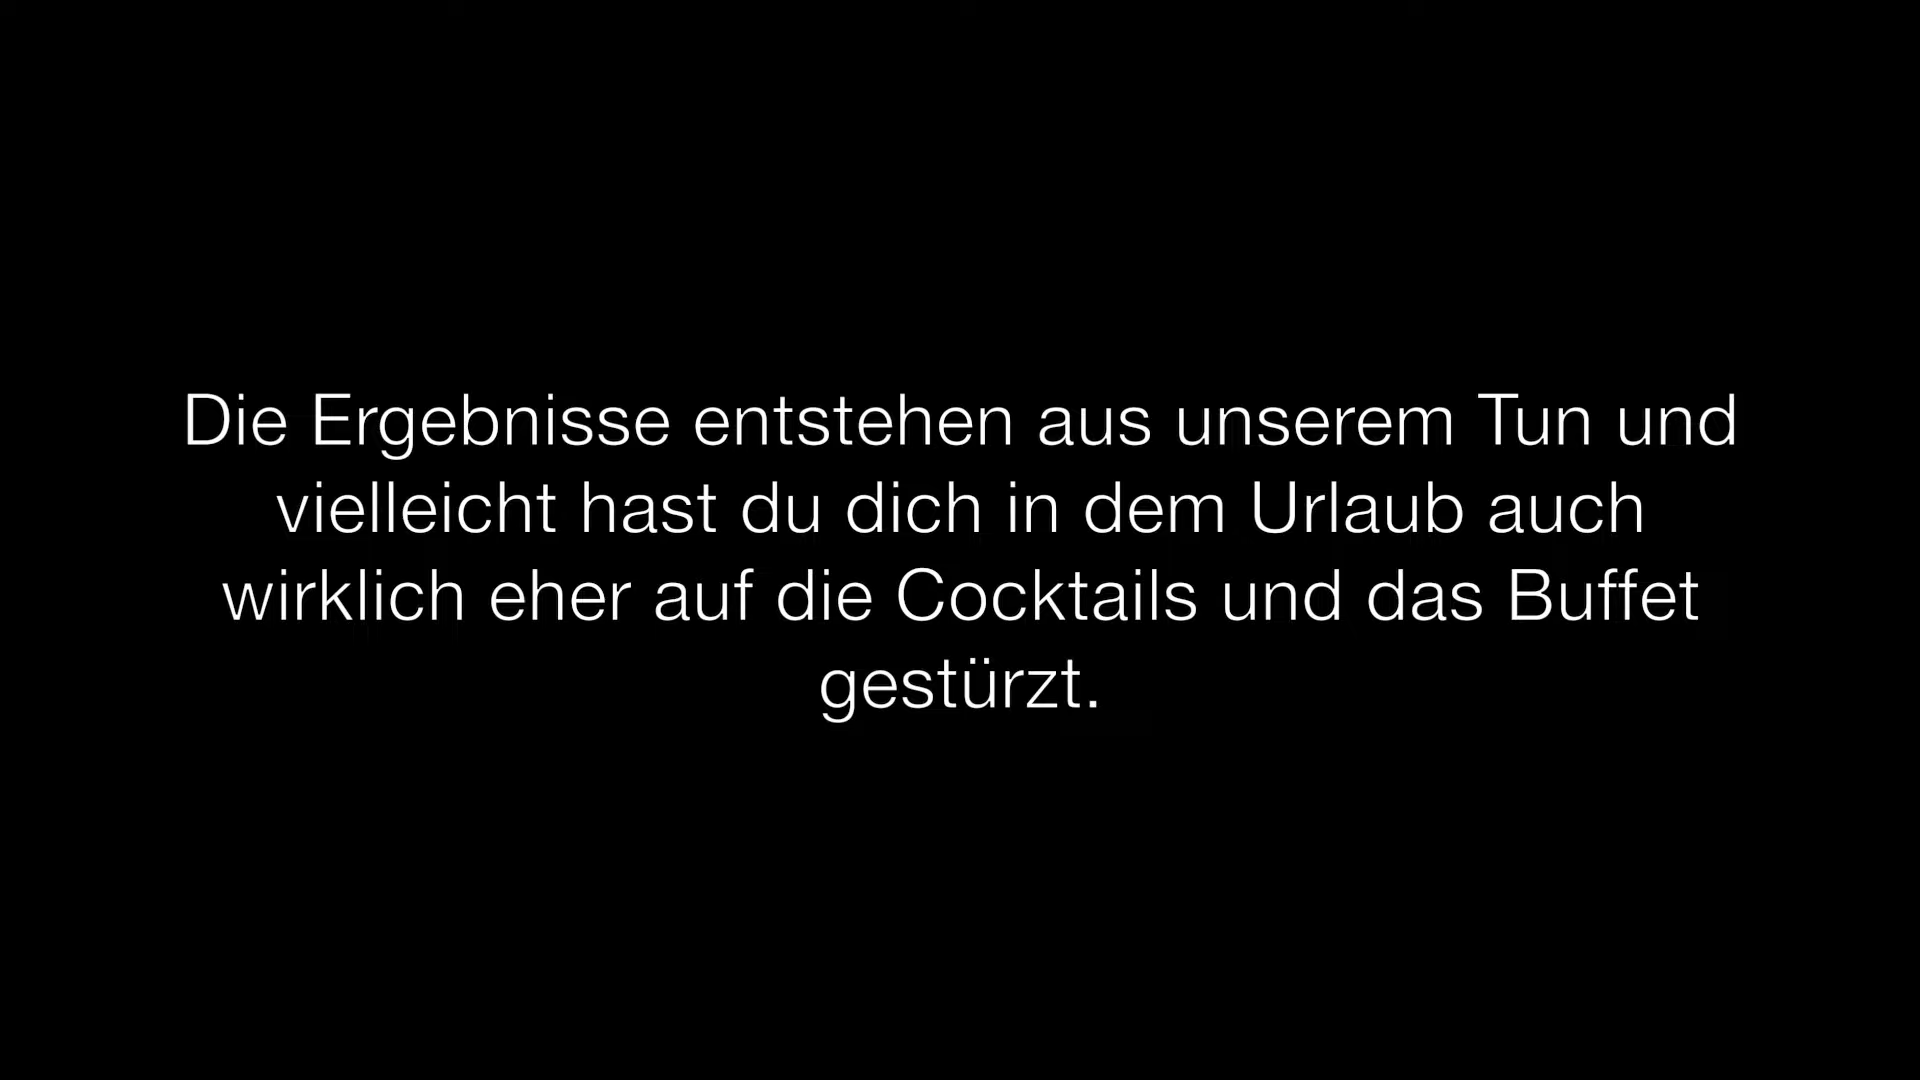 Die Ergebnisse entstehen aus unserem Tun und
vielleicht hast du dich in dem Urlaub auch
wirklich eher auf die Cocktails und das Buffet
gestürzt.